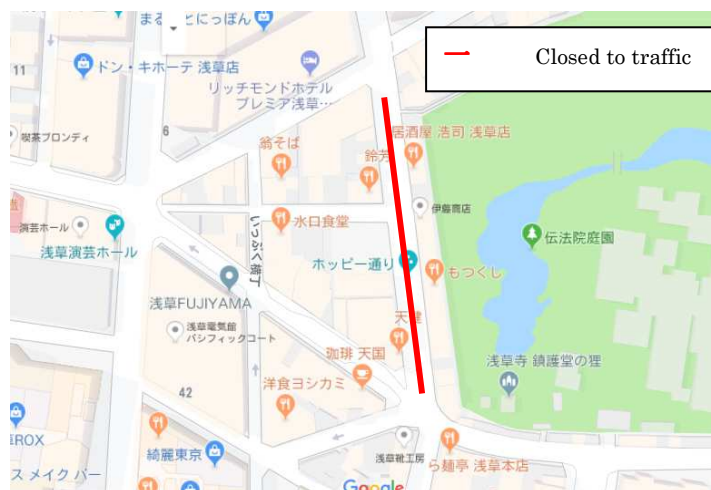 まる
とにっぽん
Closed to traffic
ドン・キホーテ 浅草店
11
リッチモンドホテル
プレミア浅草…
喫茶ブロンディ
6
翁そば
居酒屋 浩司 浅草店
鈴芳
伊藤商店
水口食堂
いっぷく横丁
演芸ホール
浅草演芸ホール
伝法院庭園
ホッピー通り
もつくし
浅草FUJIYAMA
浅草電気館
パシフィックコート
天健
珈琲 天国
浅草寺 鎮護堂の狸
洋食ヨシカミ
42
ROX
綺麗東京
浅草靴工房
ら麺亭 浅草本店
ス メイク バー
Google